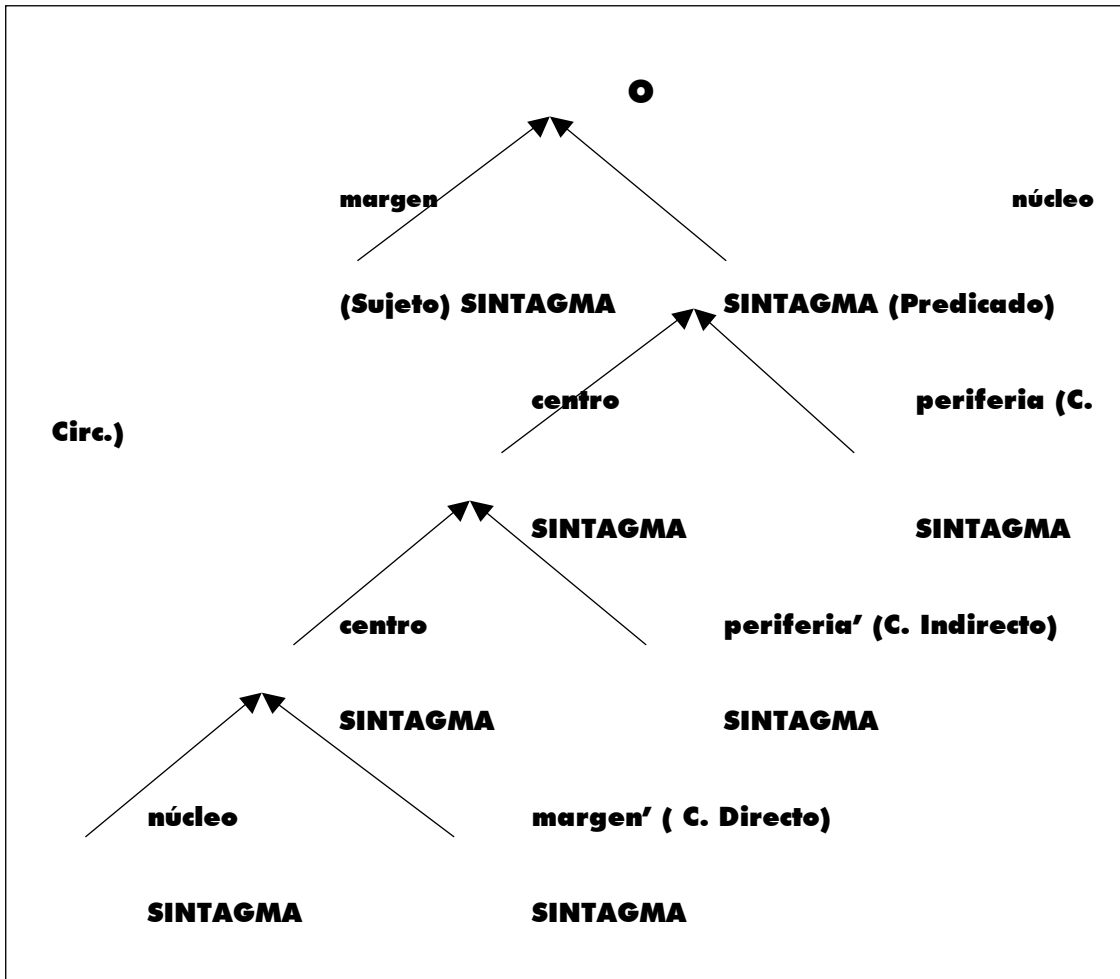 O
margen núcleo
(Sujeto) SINTAGMA SINTAGMA (Predicado)
centro periferia (C.
Circ.)
SINTAGMA SINTAGMA
centro periferia’ (C. Indirecto)
SINTAGMA SINTAGMA
núcleo margen’ ( C. Directo)
SINTAGMA SINTAGMA